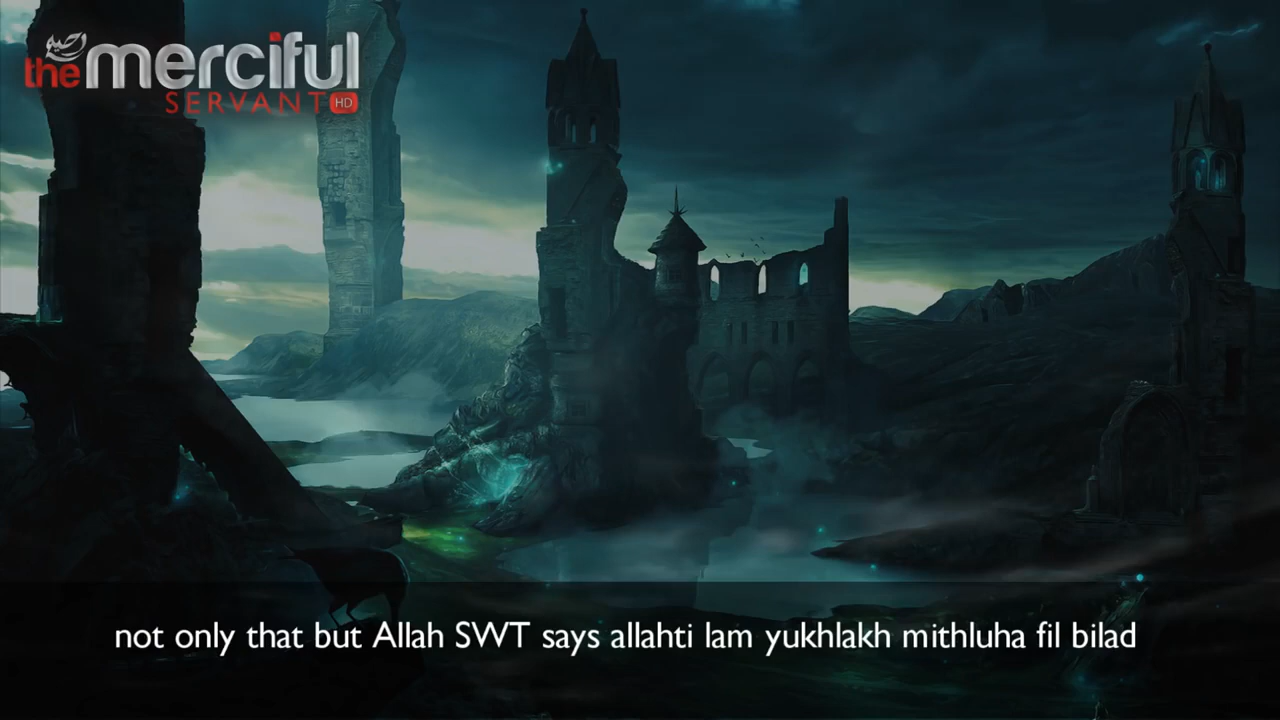 the merciful
SERVANT HD
not only that but Allah SWT says allahti lam yukhlakh mithluha fil bilad